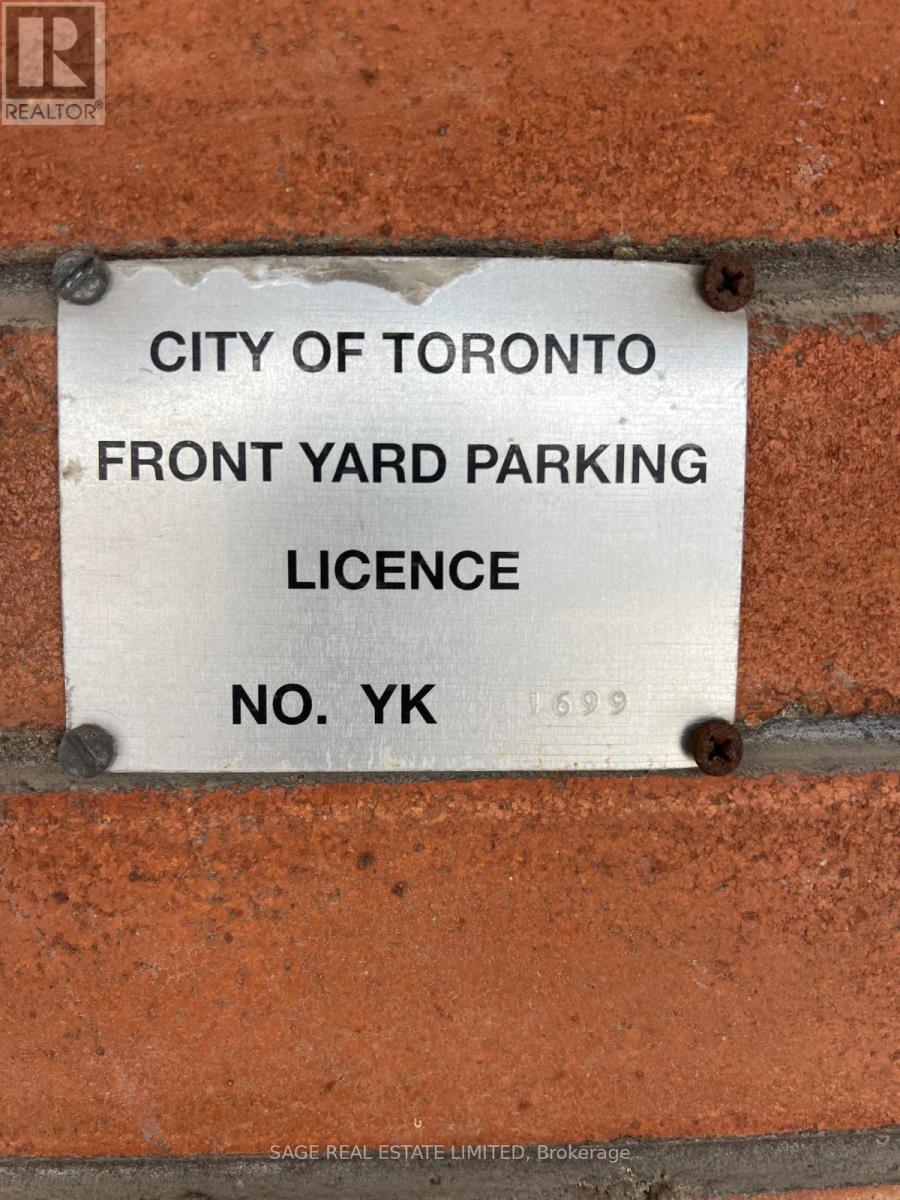 REALTOR®
CITY OF TORONTO
FRONT YARD PARKING
LICENCE
NO. YK 1699
SAGE REAL ESTATE LIMITED, Brokerage